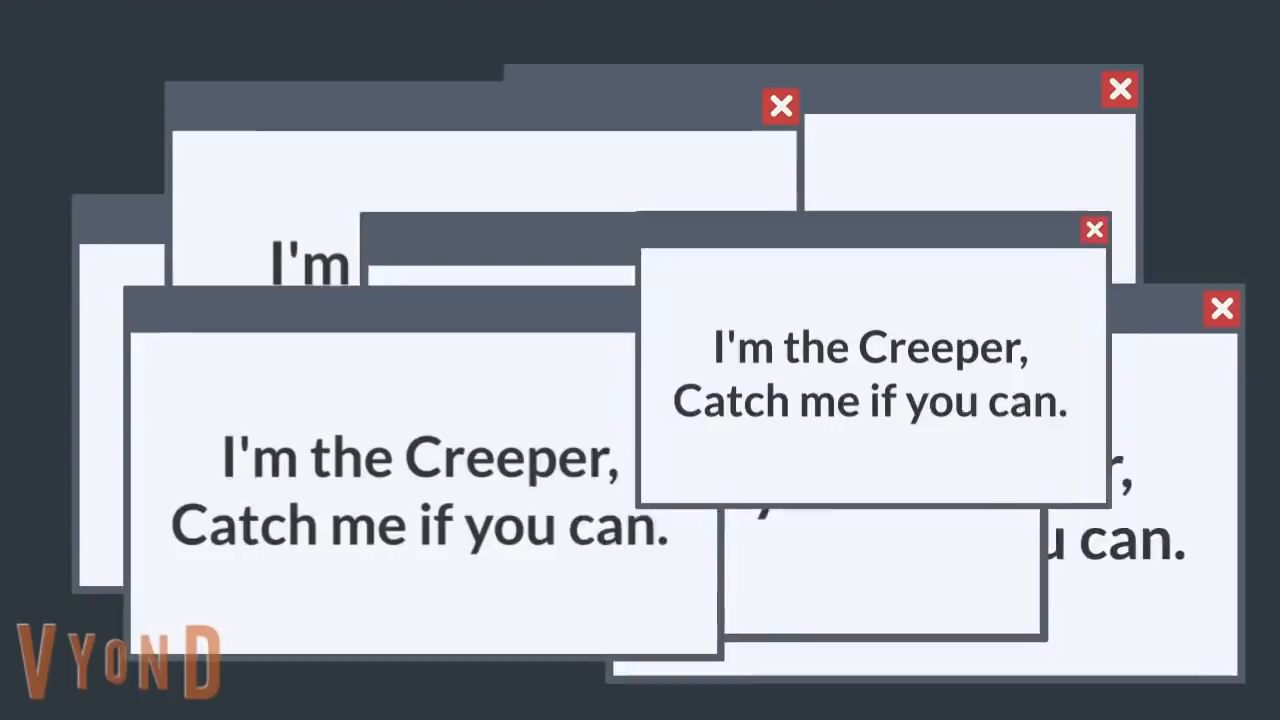 I'm
I'm the Creeper,
Catch me if you can.
I'm the Creeper,
Catch me if you can.
can.
VYOND